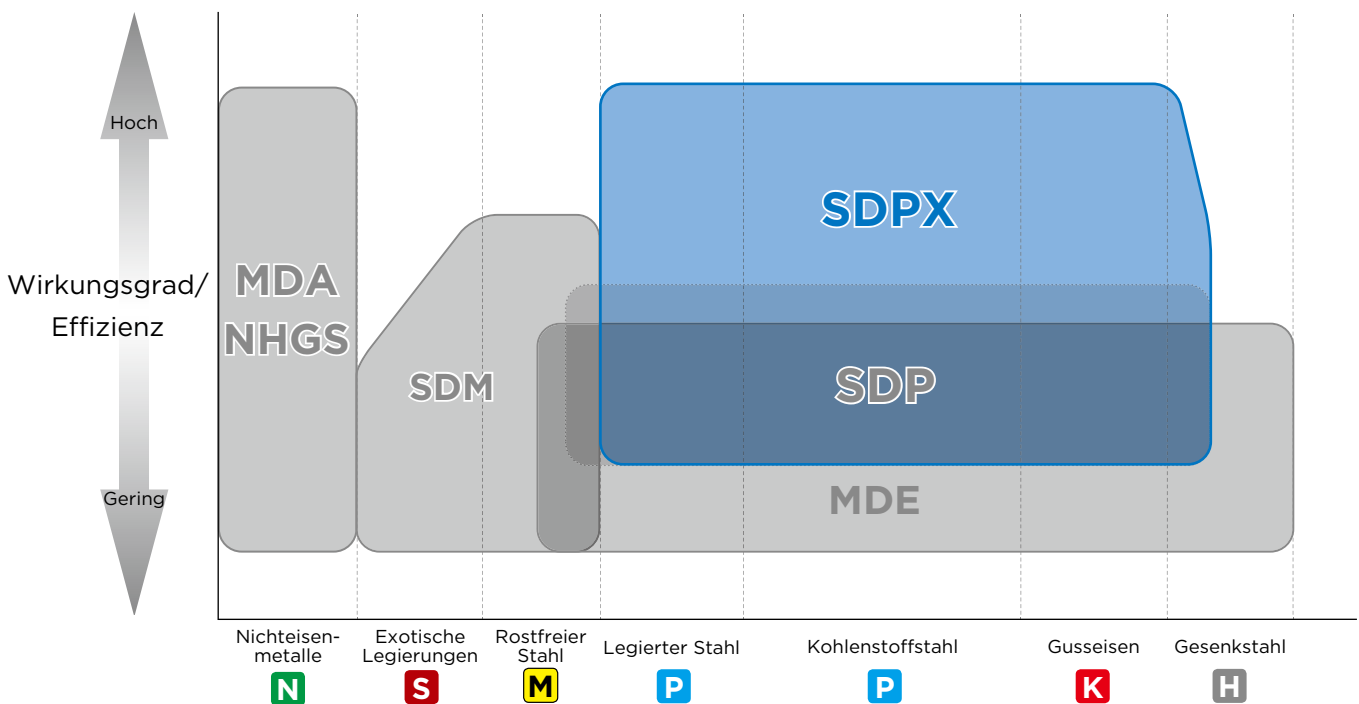 Hoch
Wirkungsgrad/
Effizienz
Gering
MDA
NHGS
SDM
SDPX
SDP
MDE
Nichteisen-
metalle
N
Exotische
Legierungen
S
Rostfreier
Stahl
M
Legierter Stahl
P
Kohlenstoffstahl
P
Gusseisen
K
Gesenkstahl
H